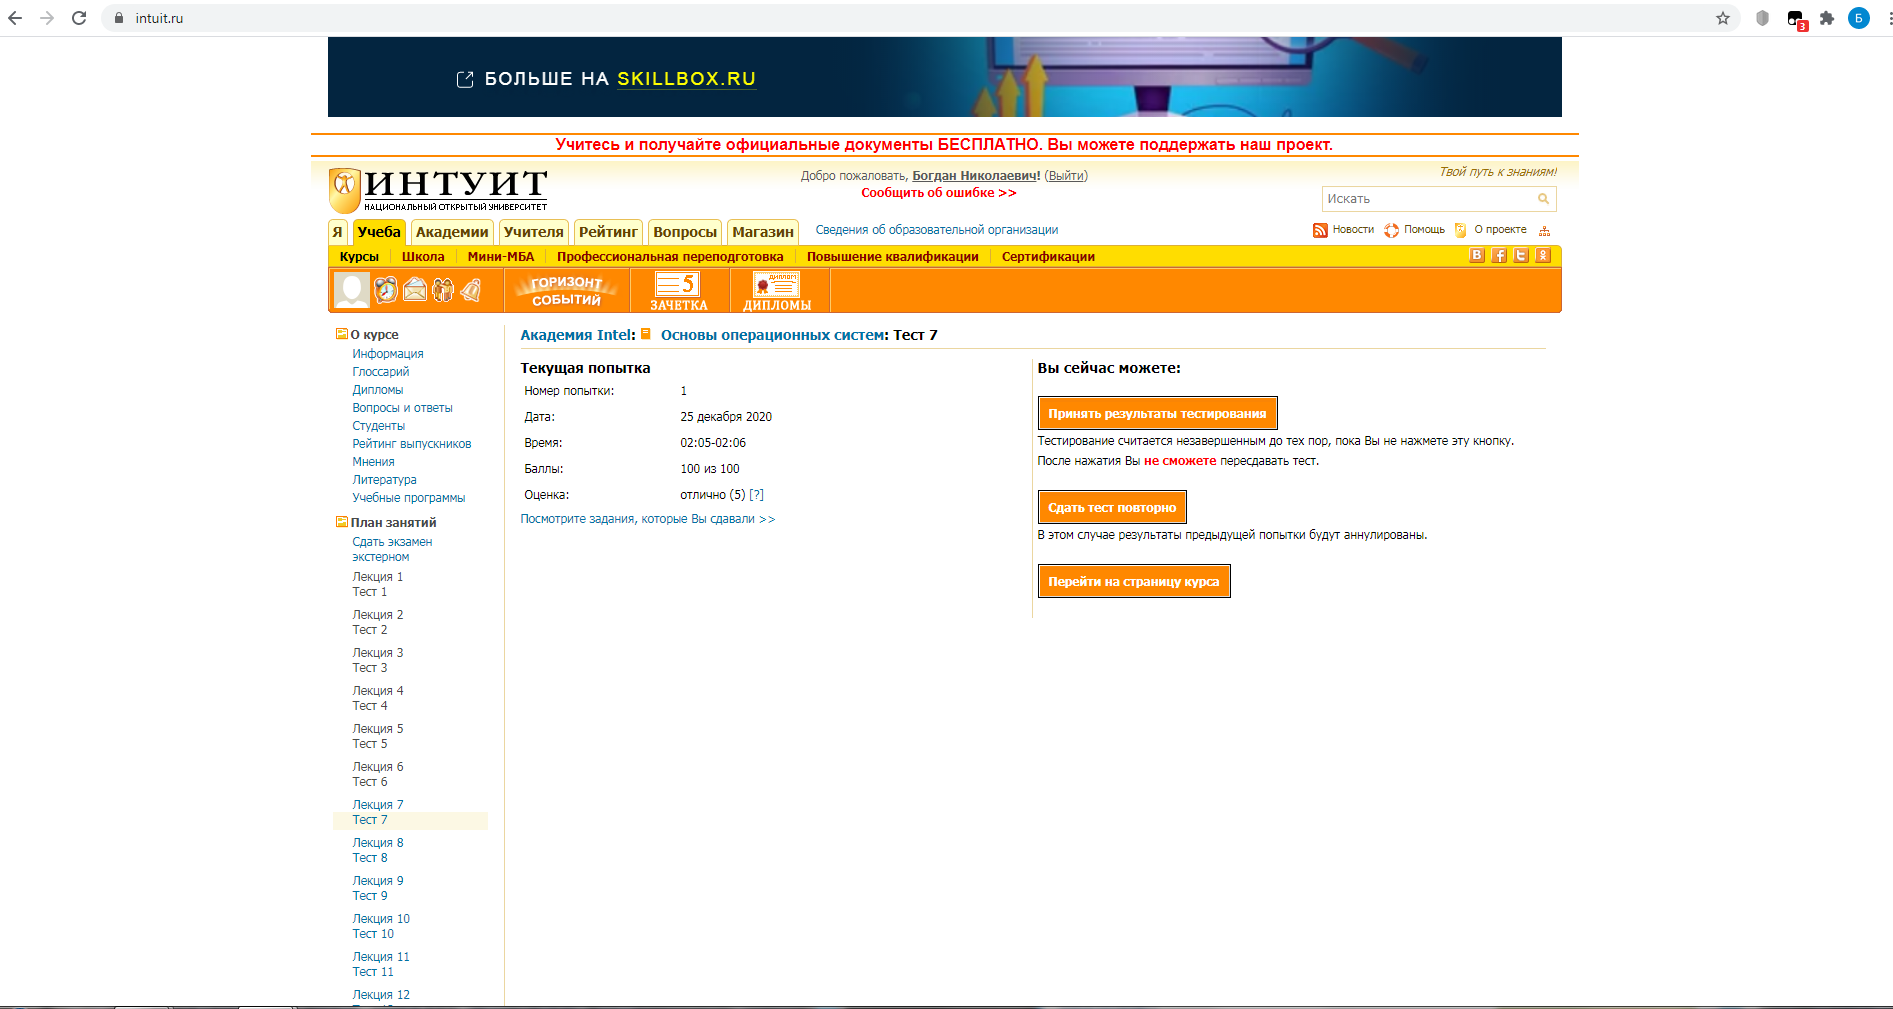 intuit.ru
3
Б
БОЛЬШЕ НА SKILLBOX.RU
Учитесь и получайте официальные документы БЕСПЛАТНО. Вы можете поддержать наш проект.
ИНТУИТ
НАЦИОНАЛЬНЫЙ ОТКРЫТЫЙ УНИВЕРСИТЕТ
Добро пожаловать, Богдан Николаевич! (Выйти)
Сообщить об ошибке >>
Твой путь к знаниям!
Искать
Я Учеба Академии Учителя Рейтинг Вопросы Магазин Сведения об образовательной организации
Новости Помощь О проекте
Курсы Школа Мини-МБА Профессиональная переподготовка Повышение квалификации Сертификации
ГОРИЗОНТ СОБЫТИЙ
5
ЗАЧЕТКА
ДИПЛОМ
ДИПЛОМЫ
О курсе
Информация
Глоссарий
Дипломы
Вопросы и ответы
Студенты
Рейтинг выпускников
Мнения
Литература
Учебные программы
План занятий
Сдать экзамен
экстерном
Лекция 1
Тест 1
Лекция 2
Тест 2
Лекция 3
Тест 3
Лекция 4
Тест 4
Лекция 5
Тест 5
Лекция 6
Тест 6
Лекция 7
Тест 7
Лекция 8
Тест 8
Лекция 9
Тест 9
Лекция 10
Тест 10
Лекция 11
Тест 11
Лекция 12
Академия Intel: Основы операционных систем: Тест 7
Текущая попытка
Номер попытки: 1
Дата: 25 декабря 2020
Время: 02:05-02:06
Баллы: 100 из 100
Оценка: отлично (5) [?]
Посмотрите задания, которые Вы сдавали >>
Вы сейчас можете:
Принять результаты тестирования
Тестирование считается незавершенным до тех пор, пока Вы не нажмете эту кнопку.
После нажатия Вы не сможете пересдавать тест.
Сдать тест повторно
В этом случае результаты предыдущей попытки будут аннулированы.
Перейти на страницу курса